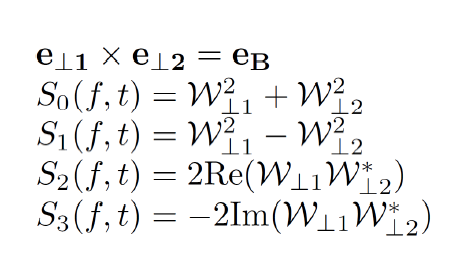 e⊥1 × e⊥2 = eB
S₀(f, t) = 𝒲²⊥1 + 𝒲²⊥2
S₁(f, t) = 𝒲²⊥1 − 𝒲²⊥2
S₂(f, t) = 2Re(𝒲⊥1𝒲*⊥2)
S₃(f, t) = −2Im(𝒲⊥1𝒲*⊥2)